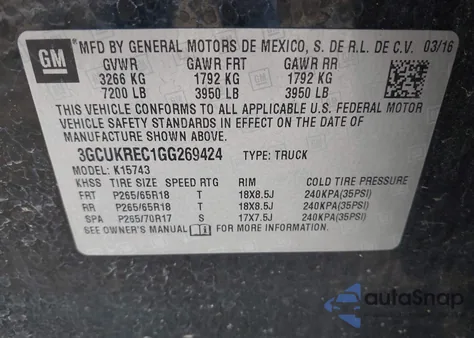 GM
MFD BY GENERAL MOTORS DE MEXICO, S. DE R.L. DE C.V. 03/16
GVWR GAWR FRT GAWR RR
3266 KG 1792 KG 1792 KG
7200 LB 3950 LB 3950 LB
THIS VEHICLE CONFORMS TO ALL APPLICABLE U.S. FEDERAL MOTOR
VEHICLE SAFETY STANDARDS IN EFFECT ON THE DATE OF
MANUFACTURE SHOWN ABOVE.
3GCUKREC1GG269424 TYPE: TRUCK
MODEL: K15743
KHSS TIRE SIZE SPEED RTG RIM COLD TIRE PRESSURE
FRT P265/65R18 T 18X8.5J 240KPA(35PSI)
RR P265/65R18 T 18X8.5J 240KPA(35PSI)
SPA P265/70R17 S 17X7.5J 240KPA(35PSI)
SEE OWNER'S MANUAL FOR MORE INFORMATION.
autoSnap